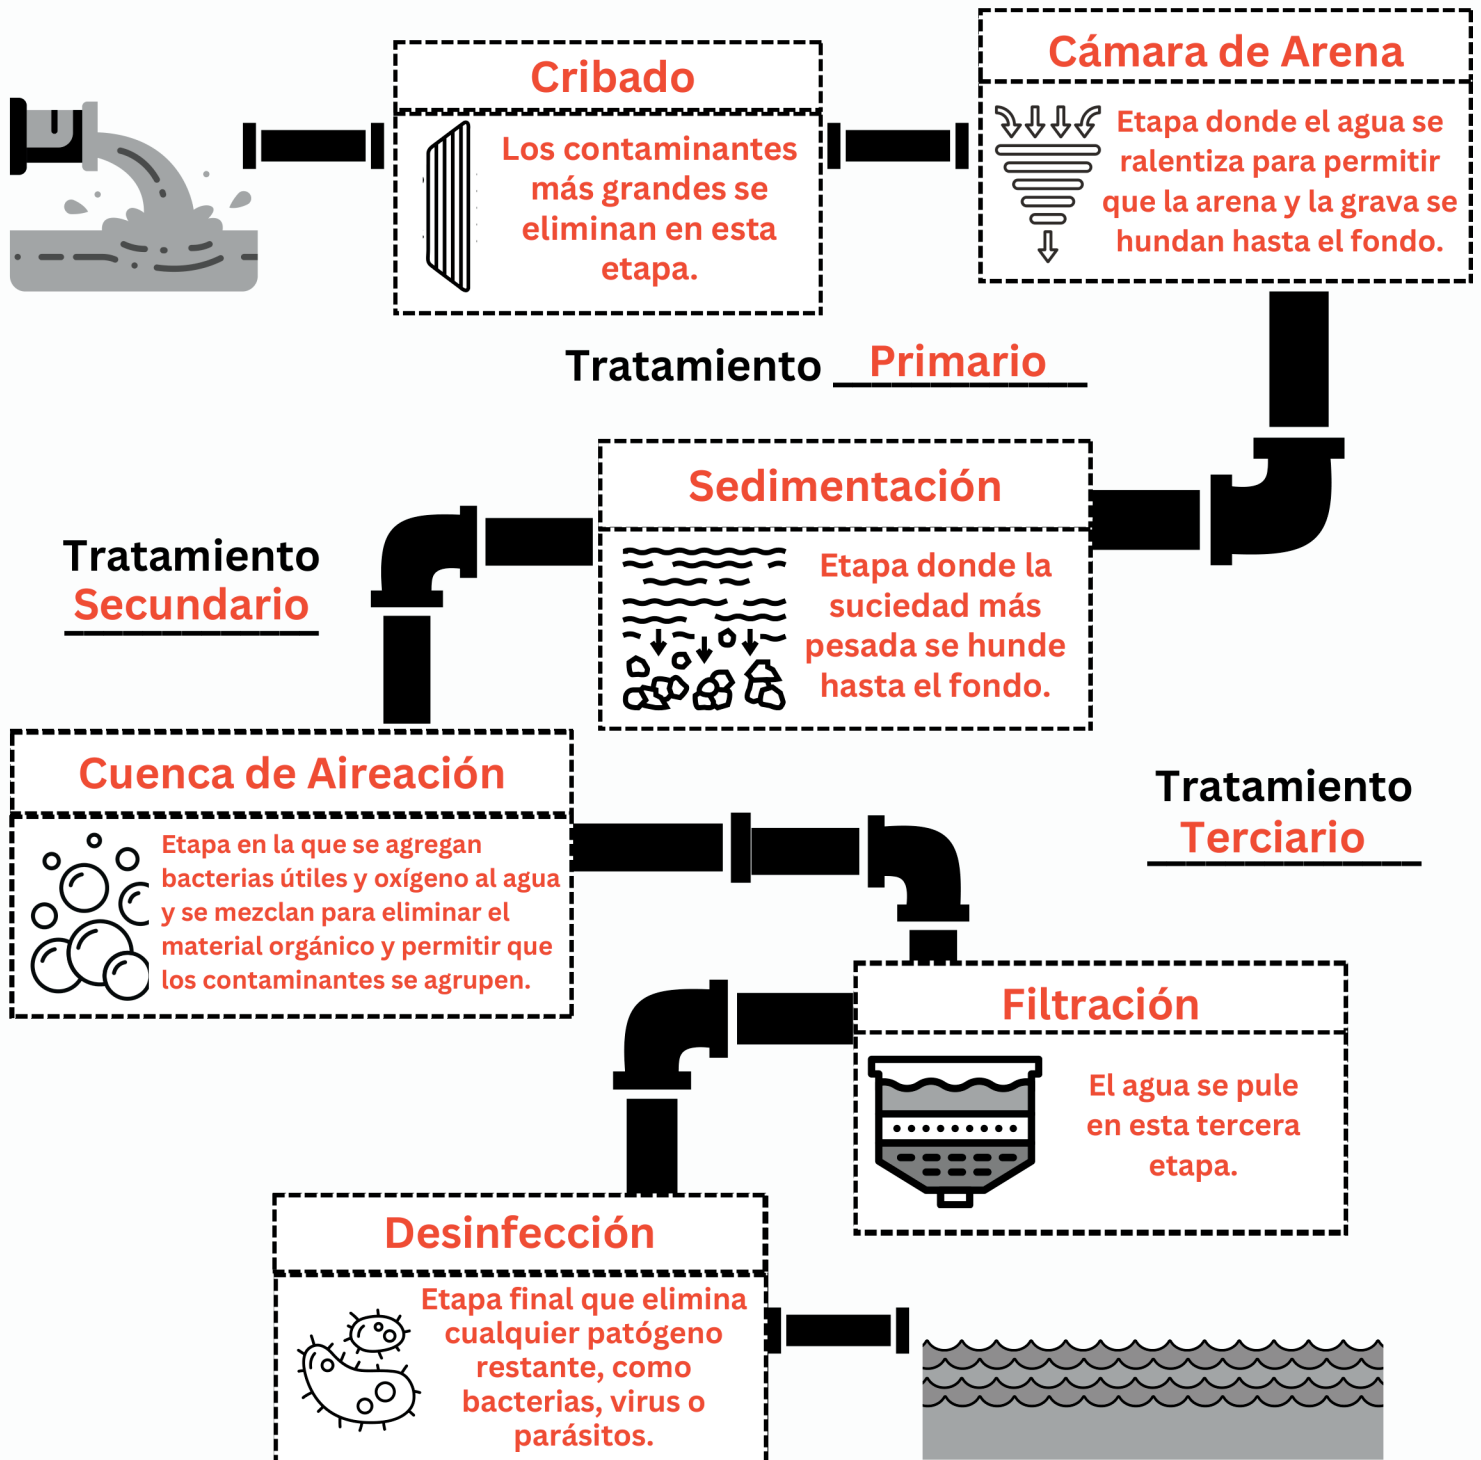 Cribado
Los contaminantes
más grandes se
eliminan en esta
etapa.
Cámara de Arena
Etapa donde el agua se
ralentiza para permitir
que la arena y la grava se
hundan hasta el fondo.
Tratamiento Primario
Sedimentación
Etapa donde la
suciedad más
pesada se hunde
hasta el fondo.
Tratamiento
Secundario
Cuenca de Aireación
Etapa en la que se agregan
bacterias útiles y oxígeno al agua
y se mezclan para eliminar el
material orgánico y permitir que
los contaminantes se agrupen.
Tratamiento
Terciario
Filtración
El agua se pule
en esta tercera
etapa.
Desinfección
Etapa final que elimina
cualquier patógeno
restante, como
bacterias, virus o
parásitos.